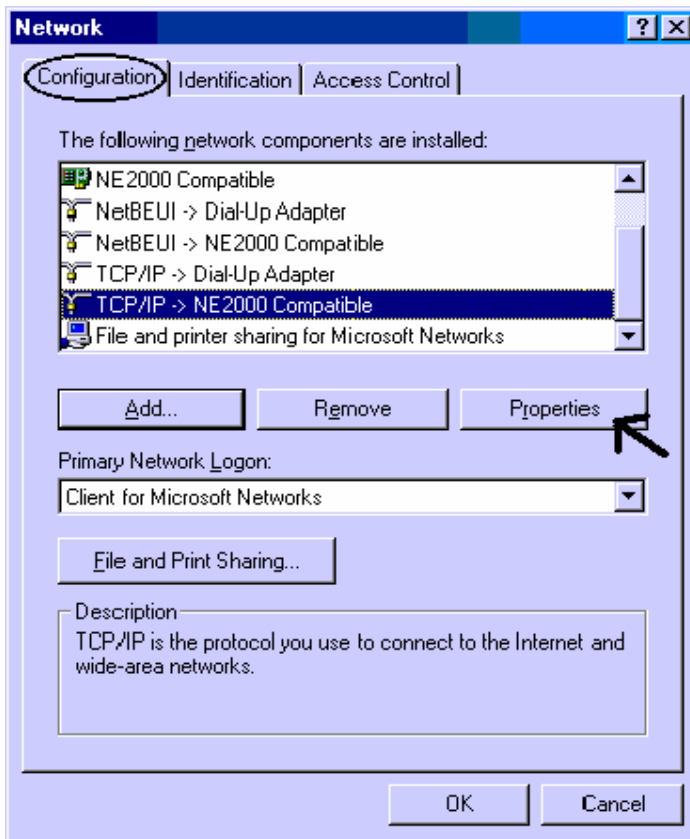 Network
Configuration Identification Access Control
The following network components are installed:
NE2000 Compatible
NetBEUI -> Dial-Up Adapter
NetBEUI -> NE2000 Compatible
TCP/IP -> Dial-Up Adapter
TCP/IP -> NE2000 Compatible
File and printer sharing for Microsoft Networks
Add... Remove Properties
Primary Network Logon:
Client for Microsoft Networks
File and Print Sharing...
Description
TCP/IP is the protocol you use to connect to the Internet and
wide-area networks.
OK Cancel